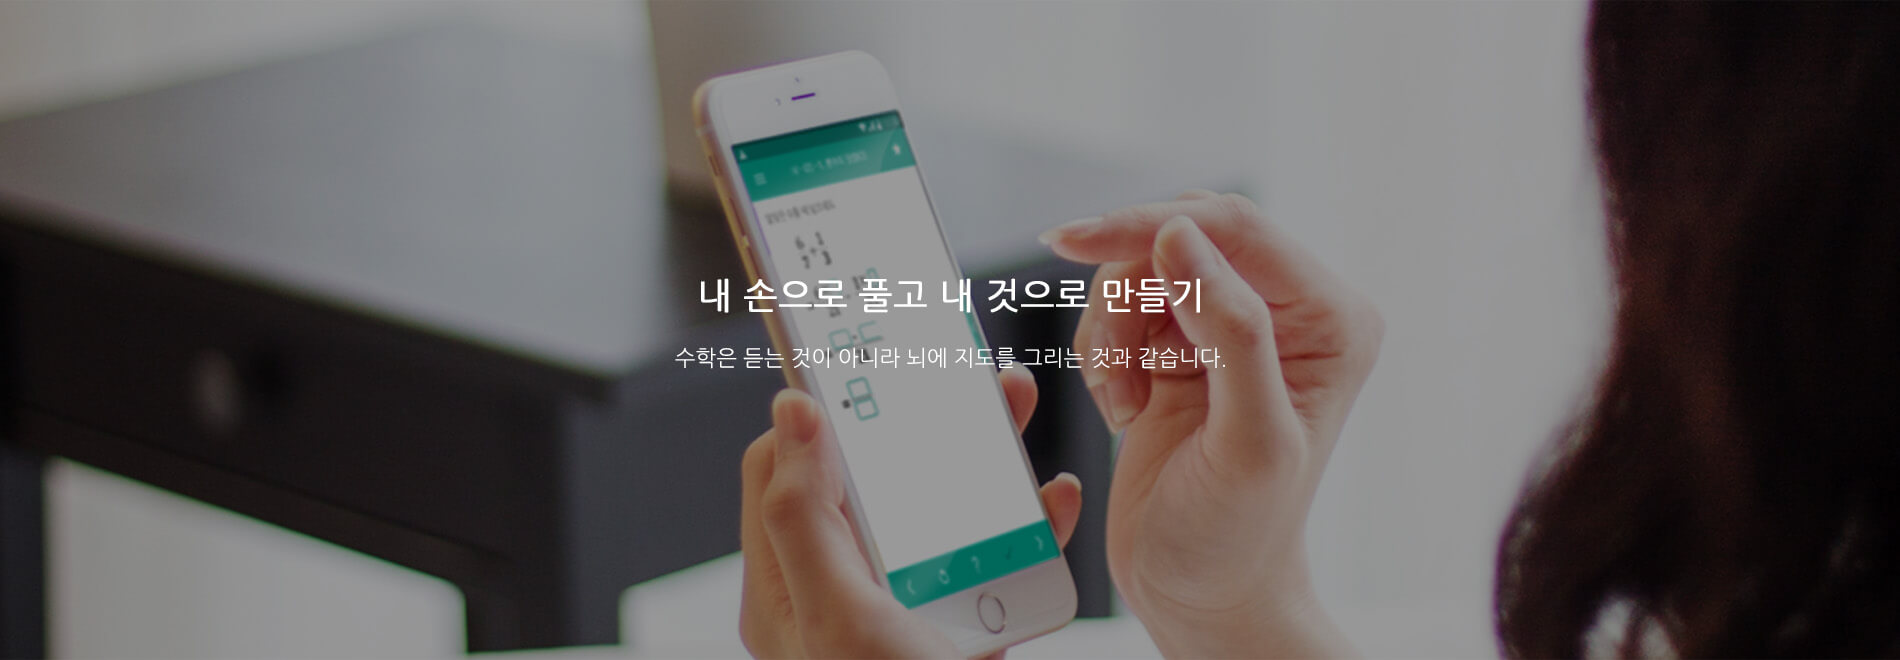 내 손으로 풀고 내 것으로 만들기
수학은 듣는 것이 아니라 뇌에 지도를 그리는 것과 같습니다.